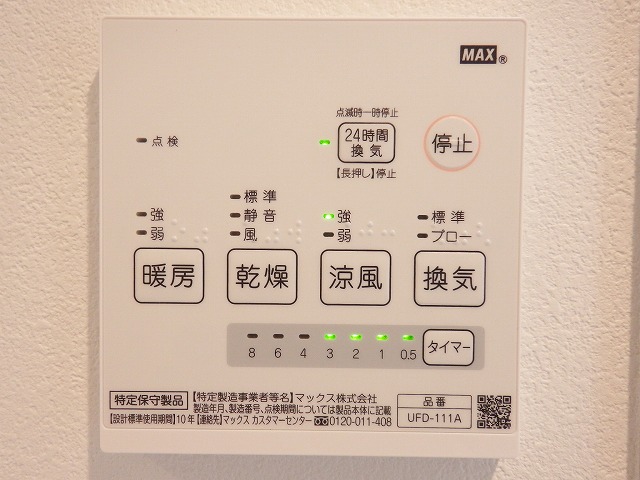 MAX®
点滅時一時停止
点検
24時間
換気
停止
【長押し】停止
標準
強
静音
強
標準
弱
風
弱
ブロー
暖房
乾燥
涼風
換気
8 6 4 3 2 1 0.5
タイマー
特定保守製品
【特定製造事業者等名】マックス株式会社
製造年月、製造番号、点検期間については製品本体に記載
【設計標準使用期間】10年【連絡先】マックス カスタマーセンター 0120-011-408
品番
UFD-111A